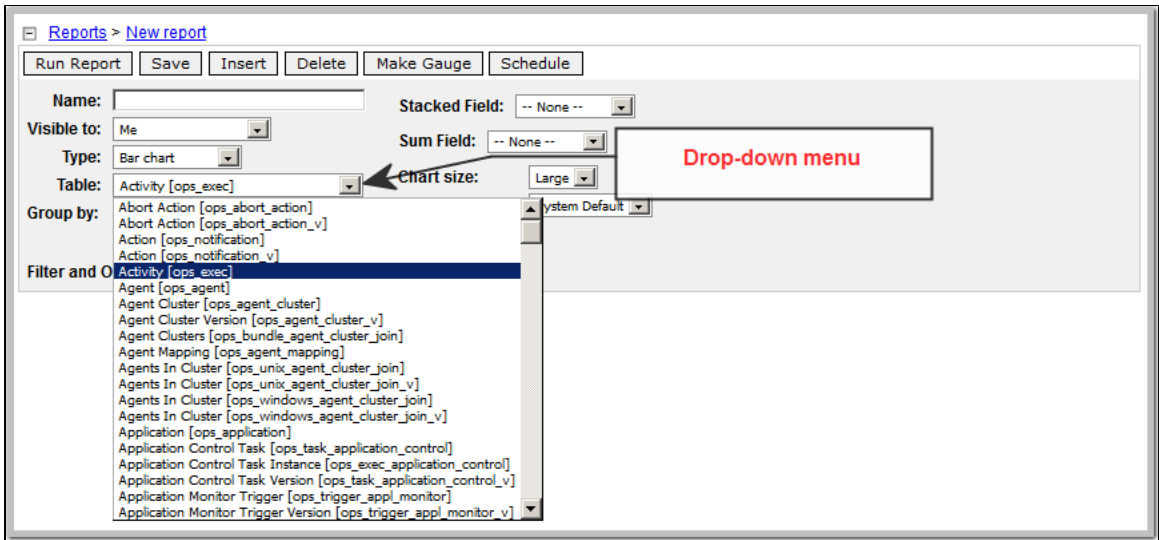 Reports > New report
Run Report Save Insert Delete Make Gauge Schedule
Name: Stacked Field: -- None --
Visible to: Me Sum Field: -- None --
Drop-down menu
Type: Bar chart
Chart size: Large
Table: Activity [ops_exec]
System Default
Group by:
Filter and O
Abort Action [ops_abort_action]
Abort Action [ops_abort_action_v]
Action [ops_notification]
Action [ops_notification_v]
Activity [ops_exec]
Agent [ops_agent]
Agent Cluster [ops_agent_cluster]
Agent Cluster Version [ops_agent_cluster_v]
Agent Clusters [ops_bundle_agent_cluster_join]
Agent Mapping [ops_agent_mapping]
Agents In Cluster [ops_unix_agent_cluster_join]
Agents In Cluster [ops_unix_agent_cluster_join_v]
Agents In Cluster [ops_windows_agent_cluster_join]
Agents In Cluster [ops_windows_agent_cluster_join_v]
Application [ops_application]
Application Control Task [ops_task_application_control]
Application Control Task Instance [ops_exec_application_control]
Application Control Task Version [ops_task_application_control_v]
Application Monitor Trigger [ops_trigger_appl_monitor]
Application Monitor Trigger Version [ops_trigger_appl_monitor_v]